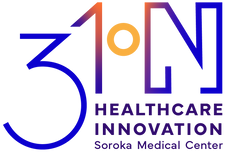 31°N
HEALTHCARE
INNOVATION
Soroka Medical Center